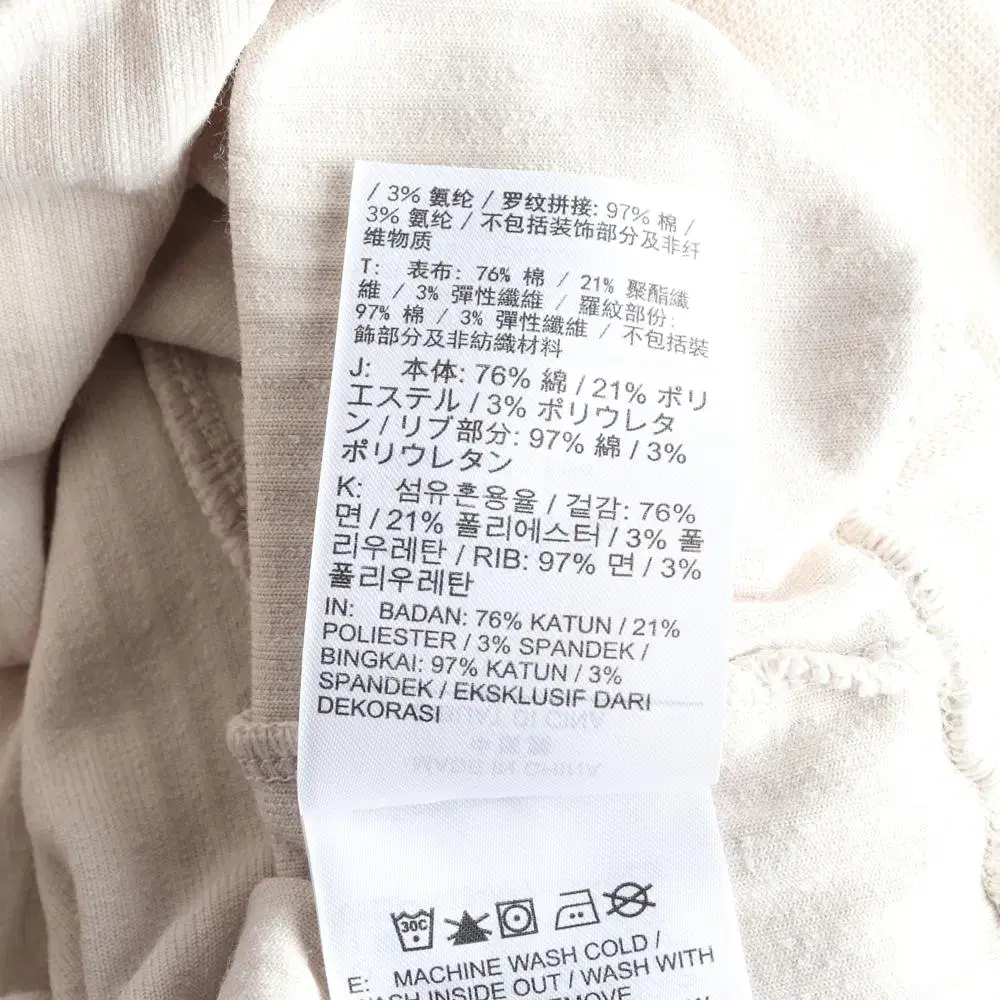 / 3% 氨纶 / 罗纹拼接: 97% 棉 /
3% 氨纶 / 不包括装饰部分及非纤
维物质
T: 表布: 76% 棉 / 21% 聚酯纖
維 / 3% 彈性纖維 / 羅紋部份:
97% 棉 / 3% 彈性纖維 / 不包括裝
飾部分及非紡織材料
J: 本体: 76% 綿 / 21% ポリ
エステル / 3% ポリウレタ
ン / リブ部分: 97% 綿 / 3%
ポリウレタン
K: 섬유혼용율 / 겉감: 76%
면 / 21% 폴리에스터 / 3% 폴
리우레탄 / RIB: 97% 면 / 3%
폴리우레탄
IN: BADAN: 76% KATUN / 21%
POLIESTER / 3% SPANDEK /
BINGKAI: 97% KATUN / 3%
SPANDEK / EKSKLUSIF DARI
DEKORASI
MADE IN CHINA
30C
E: MACHINE WASH COLD /
WASH INSIDE OUT / WASH WITH
REMOVE